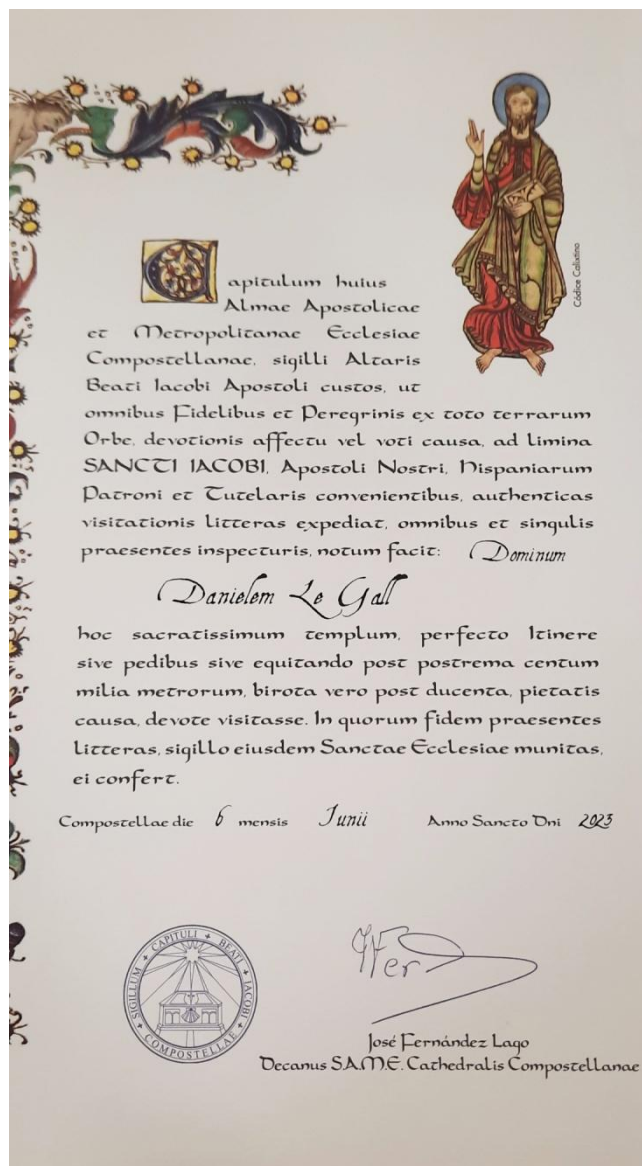 Códice Calixtino
Capitulum huius
Almae Apostolicae
et Metropolitanae Ecclesiae
Compostellanae, sigilli Altaris
Beati Iacobi Apostoli custos, ut
omnibus Fidelibus et Peregrinis ex toto terrarum
Orbe, devotionis affectu vel voti causa, ad limina
SANCTI IACOBI, Apostoli Nostri, Hispaniarum
Patroni et Tutelaris convenientibus, authenticas
visitationis litteras expediat, omnibus et singulis
praesentes inspecturis, notum facit: Dominum
Danielem Le Gall
hoc sacratissimum templum, perfecto Itinere
sive pedibus sive equitando post postrema centum
milia metrorum, birota vero post ducenta, pietatis
causa, devote visitasse. In quorum fidem praesentes
litteras, sigillo eiusdem Sanctae Ecclesiae munitas,
ei confert.
Compostellae die 6 mensis Junii Anno Sancto Dni 2023
SIGILLUM + CAPITULI + BEATI + IACOBI + COMPOSTELLAE +
José Fernández Lago
Decanus S.A.M.E. Cathedralis Compostellanae